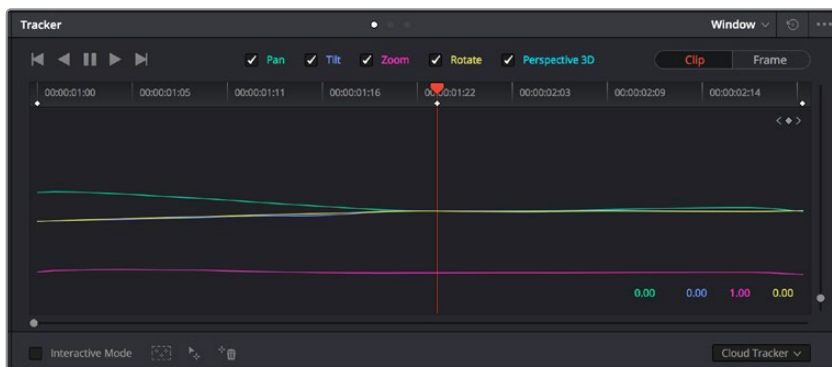 Tracker Window
Pan Tilt Zoom Rotate Perspective 3D Clip Frame
00:00:01:00 00:00:01:05 00:00:01:11 00:00:01:16 00:00:01:22 00:00:02:03 00:00:02:09 00:00:02:14
0.00 0.00 1.00 0.00
Interactive Mode Cloud Tracker